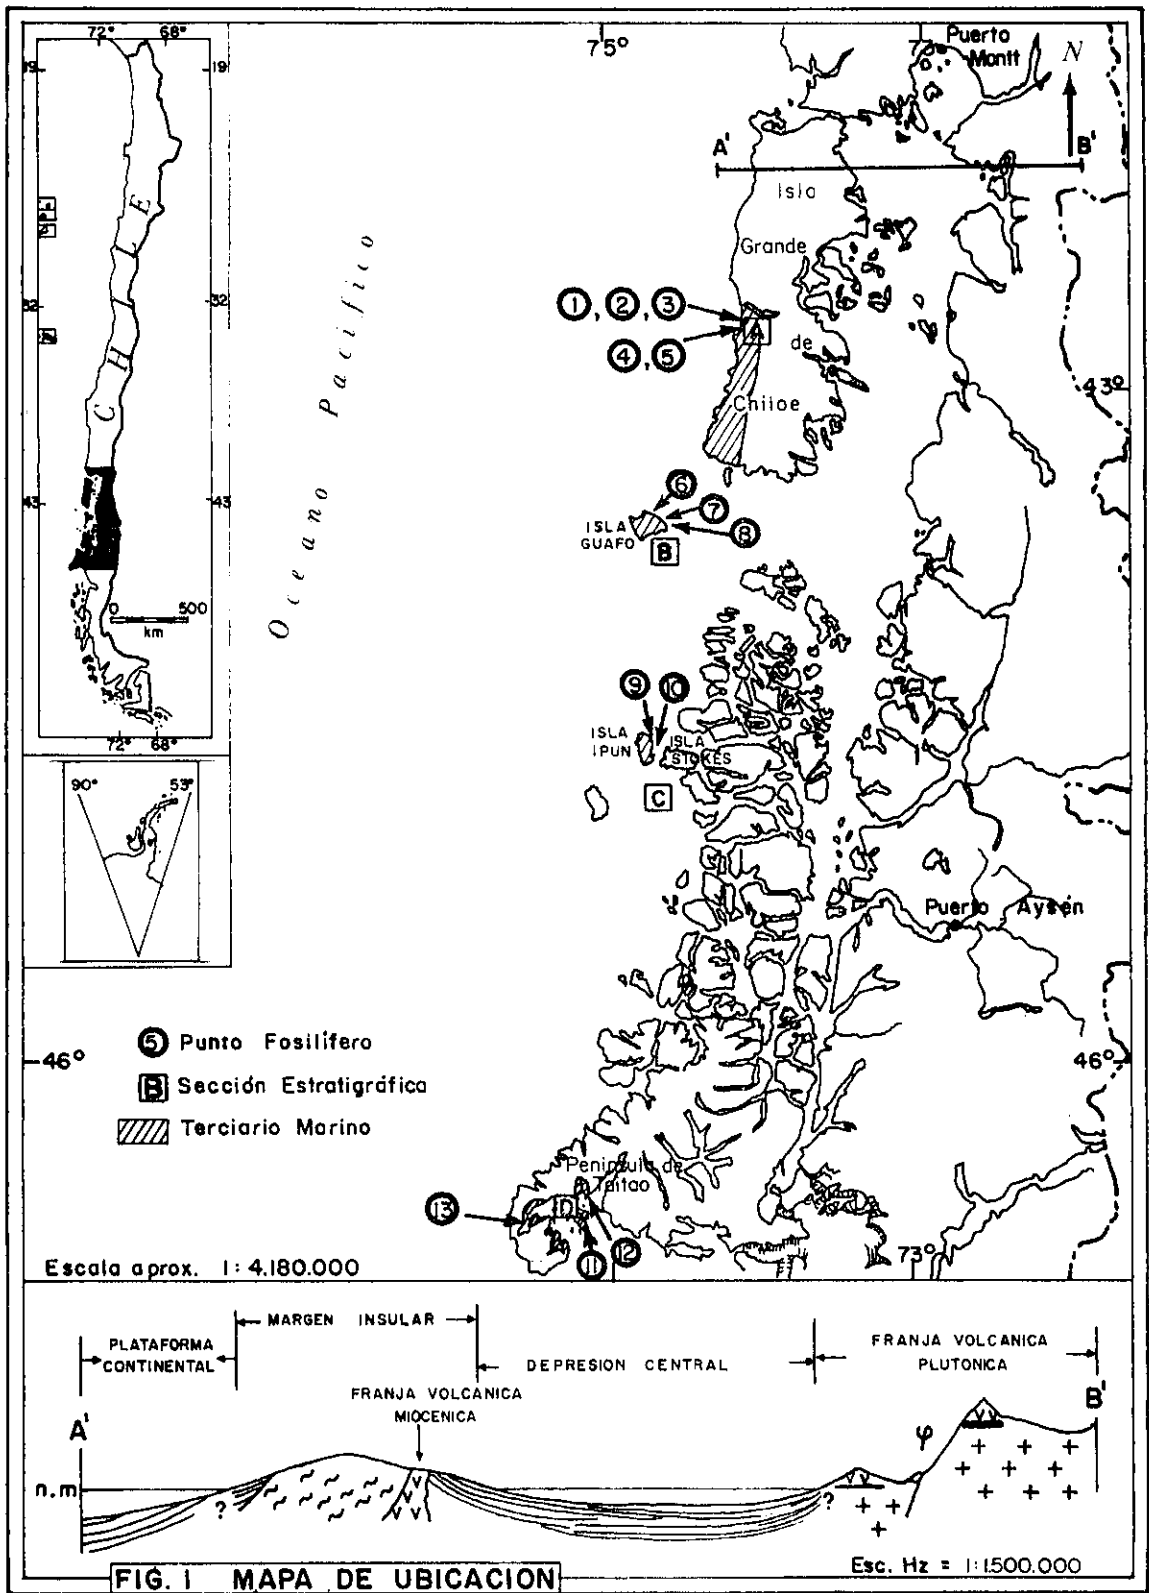 72° 68°
19 19
CHILE
32 32
43 43
0 500
km
72° 68°
90° 53°
Oceano Pacífico
75°
Puerto
Montt
N
A' B'
Isla
Grande
de
Chiloe
1, 2, 3
4, 5
A
43°
6
7
8
ISLA
GUAFO
B
9 10
ISLA
IPUN
ISLA
STOKES
C
Puerto Aysén
46° 46°
5 Punto Fosilífero
B Sección Estratigráfica
Terciario Marino
Península de
Taitao
D
13
11
12
73°
Escala aprox. 1:4.180.000
PLATAFORMA
CONTINENTAL
MARGEN INSULAR
DEPRESION CENTRAL
FRANJA VOLCANICA
PLUTONICA
FRANJA VOLCANICA
MIOCENICA
A' B'
n.m
? ?
φ
Esc. Hz = 1:1.500.000
FIG. 1 MAPA DE UBICACION